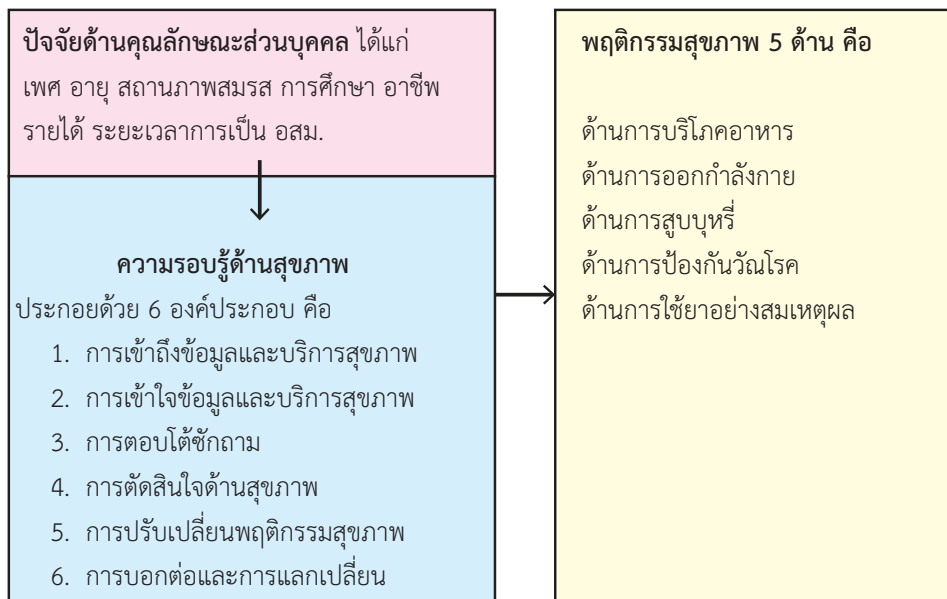 ปัจจัยด้านคุณลักษณะส่วนบุคคล ได้แก่
เพศ อายุ สถานภาพสมรส การศึกษา อาชีพ
รายได้ ระยะเวลาการเป็น อสม.
ความรอบรู้ด้านสุขภาพ
ประกอยด้วย 6 องค์ประกอบ คือ
1. การเข้าถึงข้อมูลและบริการสุขภาพ
2. การเข้าใจข้อมูลและบริการสุขภาพ
3. การตอบโต้ซักถาม
4. การตัดสินใจด้านสุขภาพ
5. การปรับเปลี่ยนพฤติกรรมสุขภาพ
6. การบอกต่อและการแลกเปลี่ยน
พฤติกรรมสุขภาพ 5 ด้าน คือ
ด้านการบริโภคอาหาร
ด้านการออกกำลังกาย
ด้านการสูบบุหรี่
ด้านการป้องกันวัณโรค
ด้านการใช้ยาอย่างสมเหตุผล